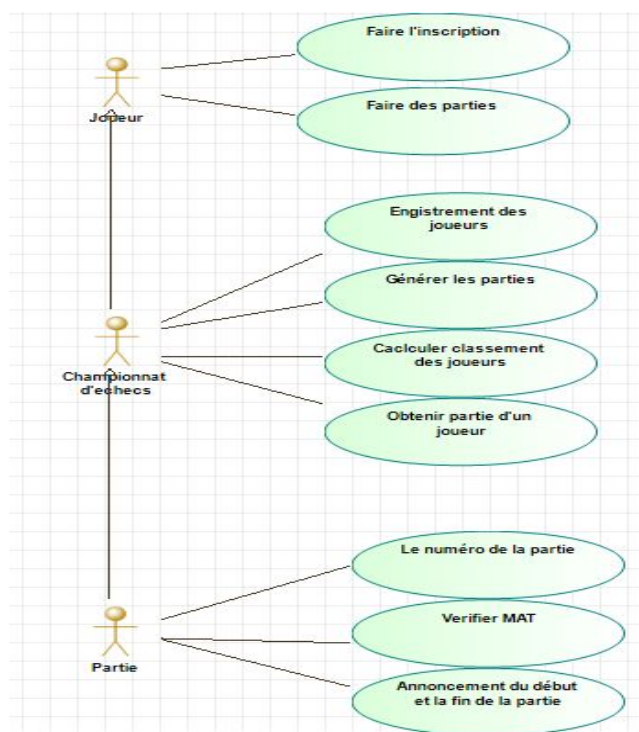 Faire l'inscription
Joueur
Faire des parties
Engistrement des
joueurs
Générer les parties
Championnat
d'echecs
Caclculer classement
des joueurs
Obtenir partie d'un
joueur
Le numéro de la partie
Verifier MAT
Partie
Annoncement du début
et la fin de la partie